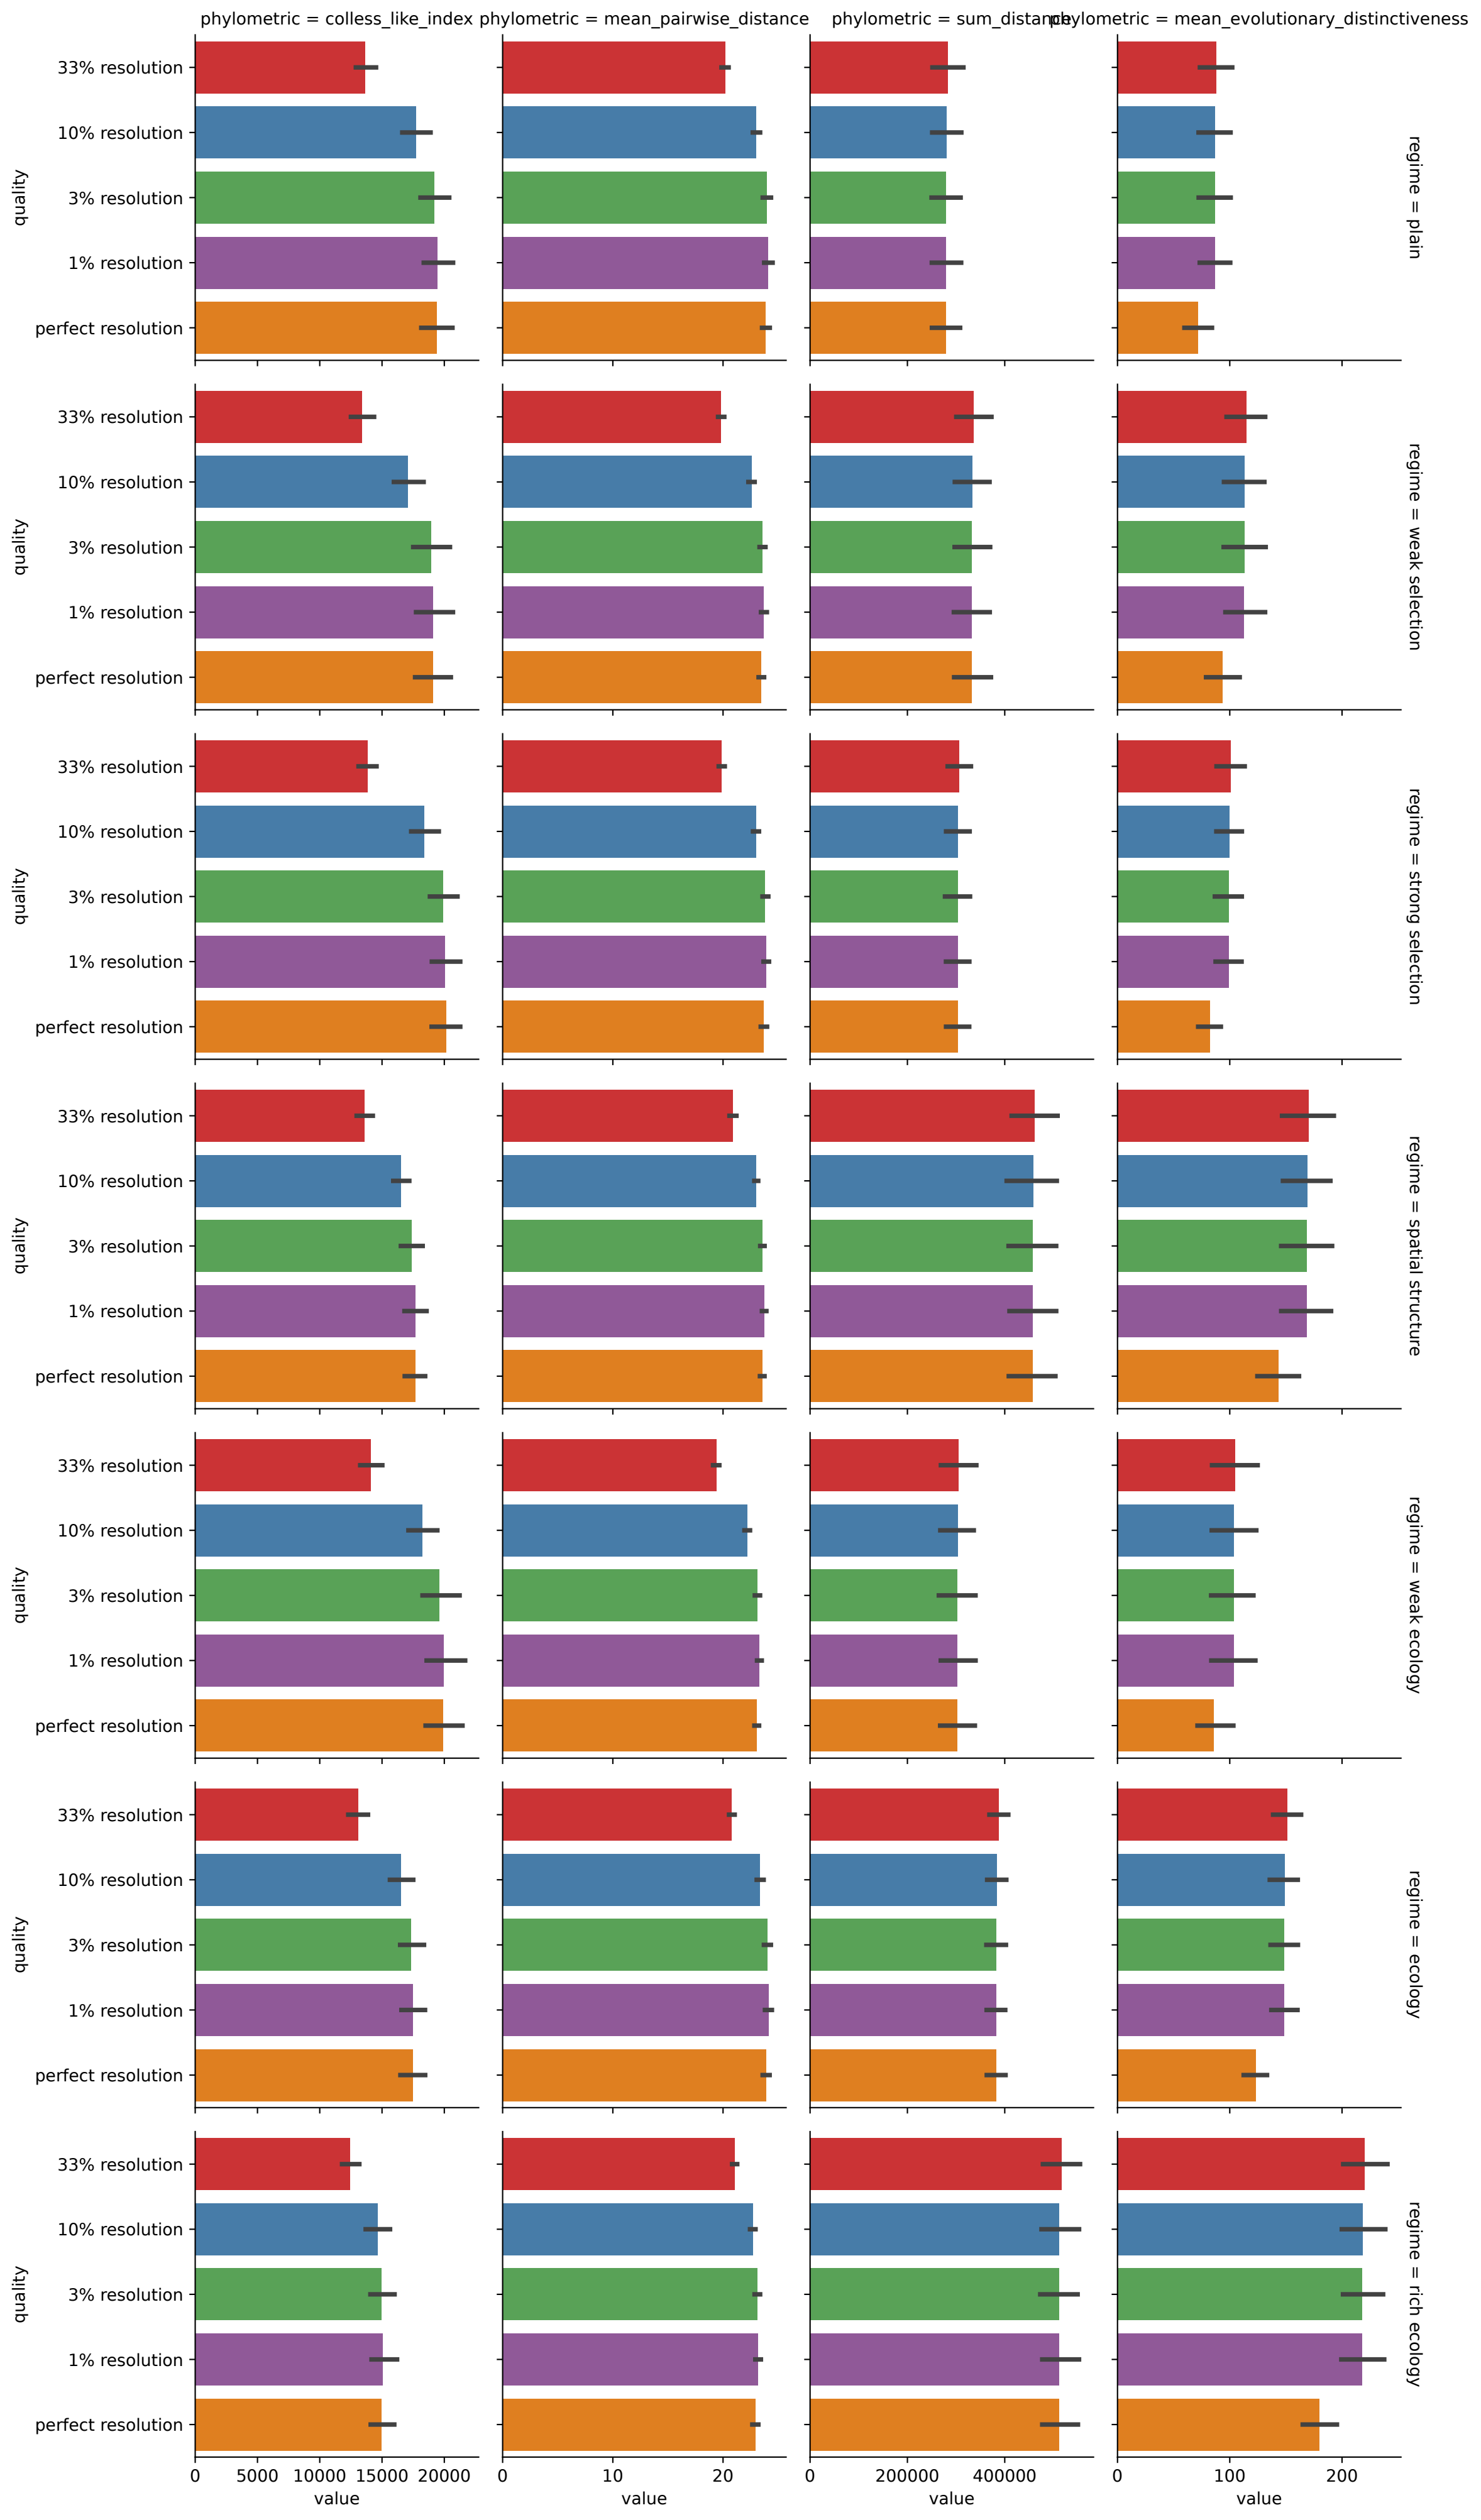 phylometric = colless_like_index
phylometric = mean_pairwise_distance
phylometric = sum_distance
phylometric = mean_evolutionary_distinctiveness
33% resolution
10% resolution
3% resolution
1% resolution
perfect resolution
quality
regime = plain
33% resolution
10% resolution
3% resolution
1% resolution
perfect resolution
quality
regime = weak selection
33% resolution
10% resolution
3% resolution
1% resolution
perfect resolution
quality
regime = strong selection
33% resolution
10% resolution
3% resolution
1% resolution
perfect resolution
quality
regime = spatial structure
33% resolution
10% resolution
3% resolution
1% resolution
perfect resolution
quality
regime = weak ecology
33% resolution
10% resolution
3% resolution
1% resolution
perfect resolution
quality
regime = ecology
33% resolution
10% resolution
3% resolution
1% resolution
perfect resolution
quality
regime = rich ecology
0 5000 10000 15000 20000
value
0 10 20
value
0 200000 400000
value
0 100 200
value